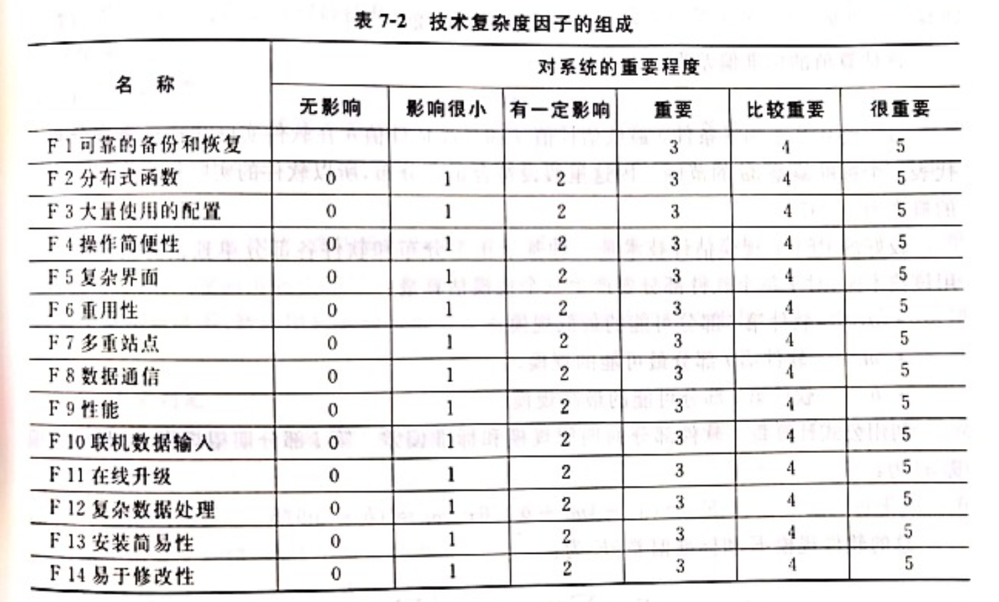 表 7-2 技术复杂度因子的组成
名 称 对系统的重要程度
无影响 影响很小 有一定影响 重要 比较重要 很重要
F 1 可靠的备份和恢复 3 4 5
F 2 分布式函数 0 1 2 3 4 5
F 3 大量使用的配置 0 1 2 3 4 5
F 4 操作简便性 0 1 2 3 4 5
F 5 复杂界面 0 1 2 3 4 5
F 6 重用性 0 1 2 3 4 5
F 7 多重站点 0 1 2 3 4 5
F 8 数据通信 0 1 2 3 4 5
F 9 性能 0 1 2 3 4 5
F 10 联机数据输入 0 1 2 3 4 5
F 11 在线升级 0 1 2 3 4 5
F 12 复杂数据处理 0 1 2 3 4 5
F 13 安装简易性 0 1 2 3 4 5
F 14 易于修改性 0 1 2 3 4 5